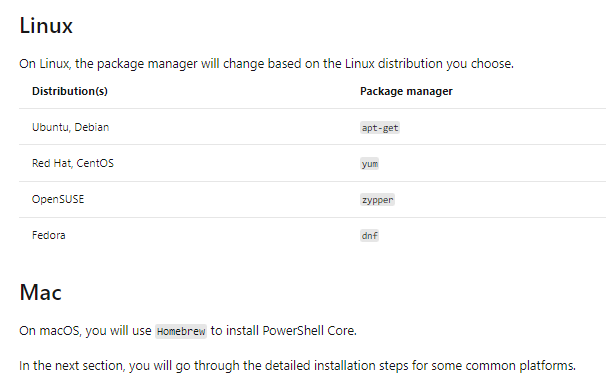 Linux
On Linux, the package manager will change based on the Linux distribution you choose.
Distribution(s) Package manager
Ubuntu, Debian apt-get
Red Hat, CentOS yum
OpenSUSE zypper
Fedora dnf
Mac
On macOS, you will use Homebrew to install PowerShell Core.
In the next section, you will go through the detailed installation steps for some common platforms.